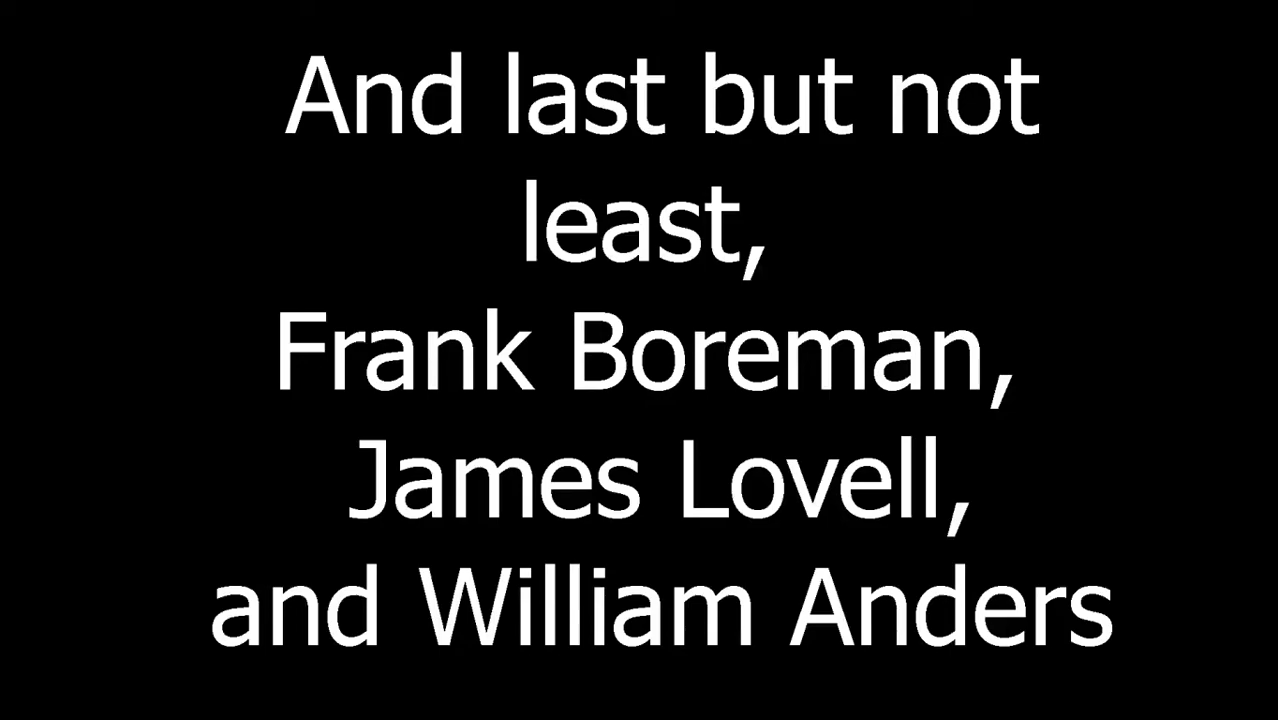 And last but not
least,
Frank Boreman,
James Lovell,
and William Anders